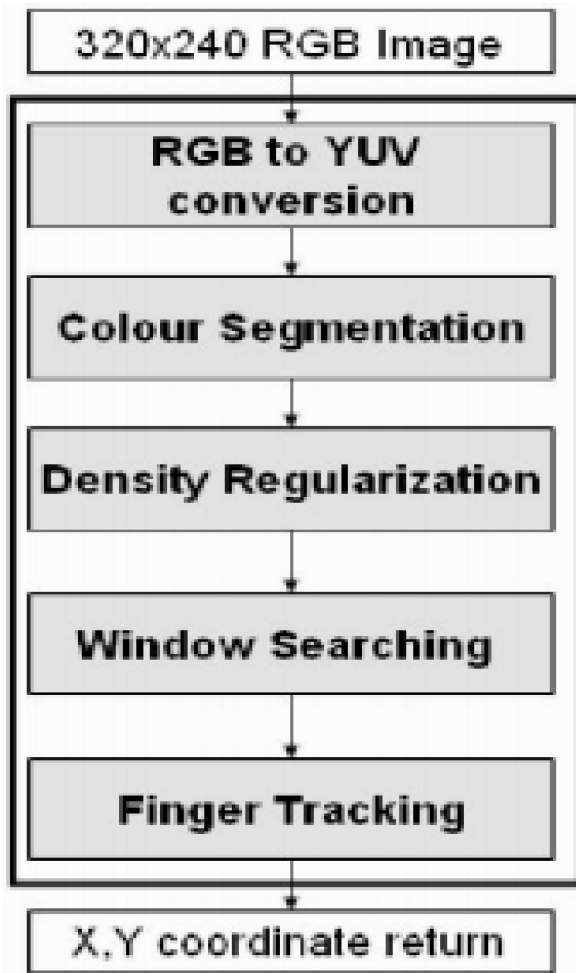 320x240 RGB Image
RGB to YUV
conversion
Colour Segmentation
Density Regularization
Window Searching
Finger Tracking
X,Y coordinate return